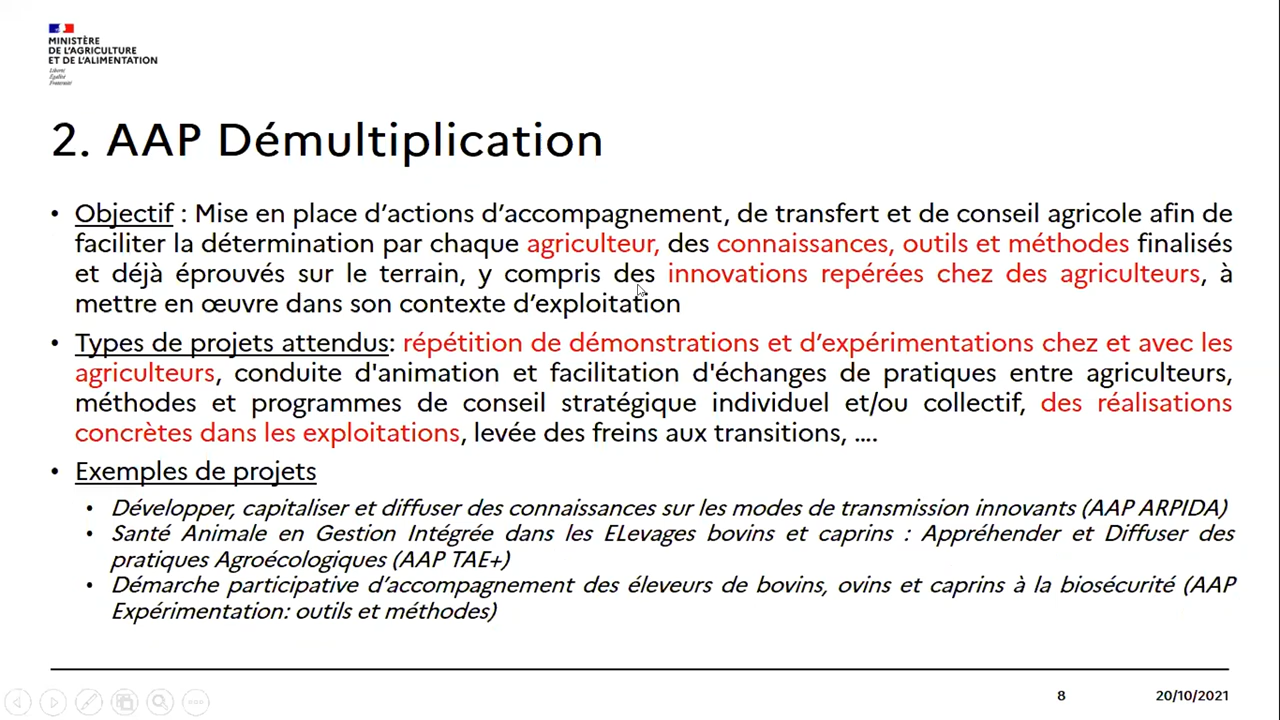 MINISTÈRE
DE L'AGRICULTURE
ET DE L'ALIMENTATION
Liberté
Égalité
Fraternité
2. AAP Démultiplication
• Objectif : Mise en place d’actions d’accompagnement, de transfert et de conseil agricole afin de
faciliter la détermination par chaque agriculteur, des connaissances, outils et méthodes finalisés
et déjà éprouvés sur le terrain, y compris des innovations repérées chez des agriculteurs, à
mettre en œuvre dans son contexte d’exploitation
• Types de projets attendus: répétition de démonstrations et d’expérimentations chez et avec les
agriculteurs, conduite d'animation et facilitation d'échanges de pratiques entre agriculteurs,
méthodes et programmes de conseil stratégique individuel et/ou collectif, des réalisations
concrètes dans les exploitations, levée des freins aux transitions, ….
• Exemples de projets
• Développer, capitaliser et diffuser des connaissances sur les modes de transmission innovants (AAP ARPIDA)
• Santé Animale en Gestion Intégrée dans les ELevages bovins et caprins : Appréhender et Diffuser des
pratiques Agroécologiques (AAP TAE+)
• Démarche participative d’accompagnement des éleveurs de bovins, ovins et caprins à la biosécurité (AAP
Expérimentation: outils et méthodes)
8 20/10/2021